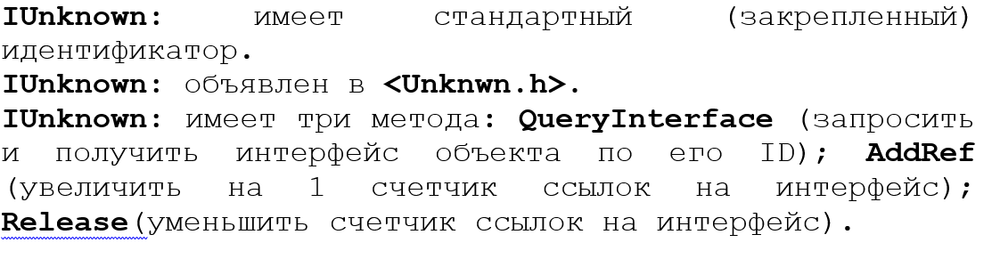 IUnknown: имеет стандартный (закрепленный)
идентификатор.
IUnknown: объявлен в <Unknwn.h>.
IUnknown: имеет три метода: QueryInterface (запросить
и получить интерфейс объекта по его ID); AddRef
(увеличить на 1 счетчик ссылок на интерфейс);
Release(уменьшить счетчик ссылок на интерфейс).